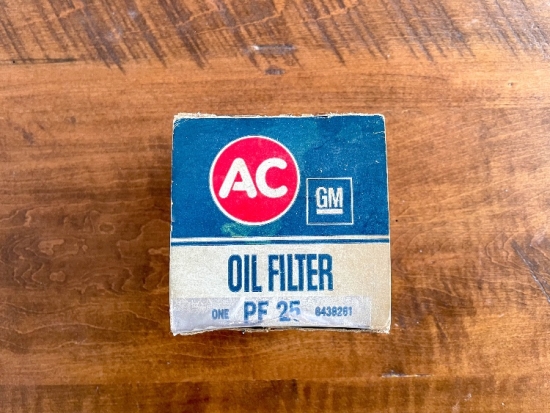 AC
GM
OIL FILTER
ONE PF 25 6438261